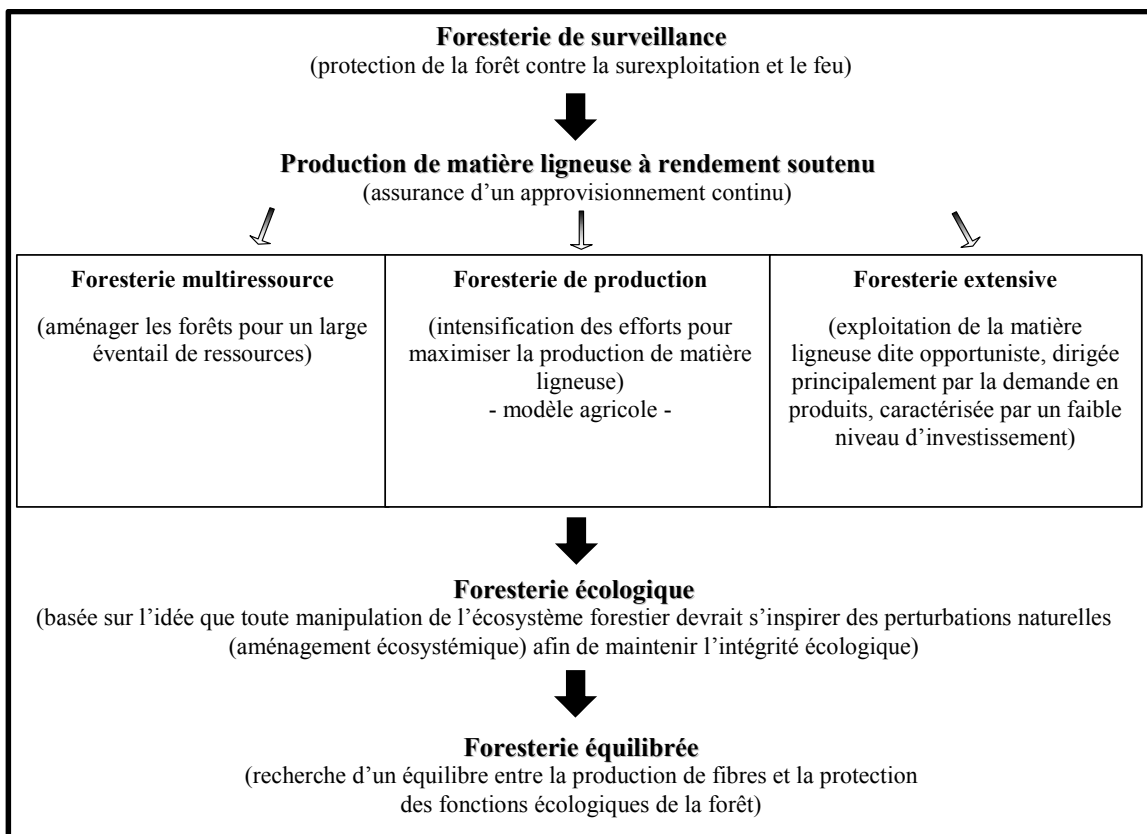 Foresterie de surveillance
(protection de la forêt contre la surexploitation et le feu)
Production de matière ligneuse à rendement soutenu
(assurance d’un approvisionnement continu)
Foresterie multiressource
(aménager les forêts pour un large
éventail de ressources)
Foresterie de production
(intensification des efforts pour
maximiser la production de matière
ligneuse)
- modèle agricole -
Foresterie extensive
(exploitation de la matière
ligneuse dite opportuniste, dirigée
principalement par la demande en
produits, caractérisée par un faible
niveau d’investissement)
Foresterie écologique
(basée sur l’idée que toute manipulation de l’écosystème forestier devrait s’inspirer des perturbations naturelles
(aménagement écosystémique) afin de maintenir l’intégrité écologique)
Foresterie équilibrée
(recherche d’un équilibre entre la production de fibres et la protection
des fonctions écologiques de la forêt)